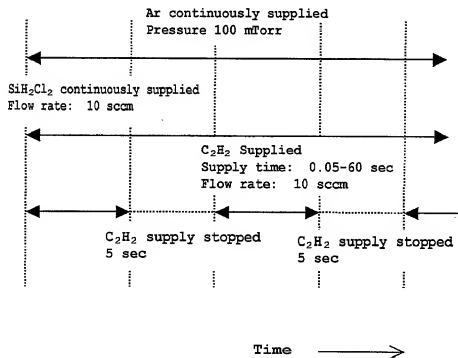 Ar continuously supplied
Pressure 100 mTorr
SiH₂Cl₂ continuously supplied
Flow rate: 10 sccm
C₂H₂ Supplied
Supply time: 0.05-60 sec
Flow rate: 10 sccm
C₂H₂ supply stopped
5 sec
C₂H₂ supply stopped
5 sec
Time